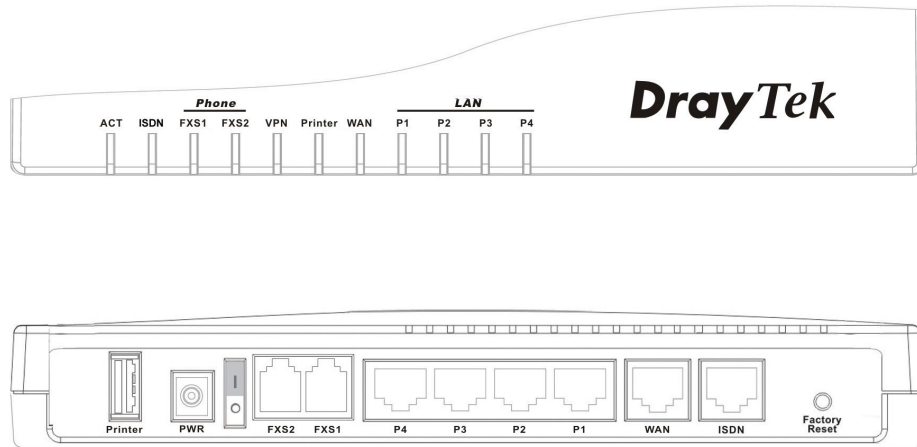 Phone
LAN
ACT ISDN FXS1 FXS2 VPN Printer WAN P1 P2 P3 P4
DrayTek
Printer PWR FXS2 FXS1 P4 P3 P2 P1 WAN ISDN Factory
Reset